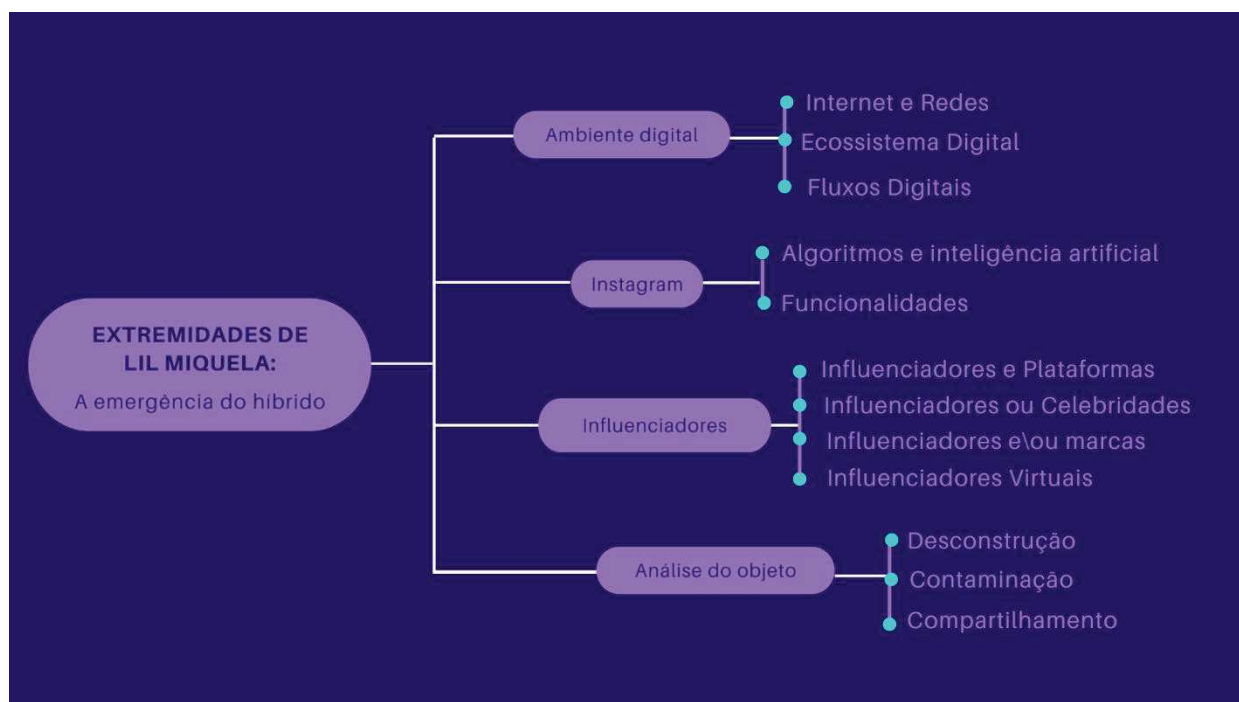 EXTREMIDADES DE
LIL MIQUELA:
A emergência do híbrido
Ambiente digital
Internet e Redes
Ecossistema Digital
Fluxos Digitais
Instagram
Algoritmos e inteligência artificial
Funcionalidades
Influenciadores
Influenciadores e Plataformas
Influenciadores ou Celebridades
Influenciadores e\ou marcas
Influenciadores Virtuais
Análise do objeto
Desconstrução
Contaminação
Compartilhamento